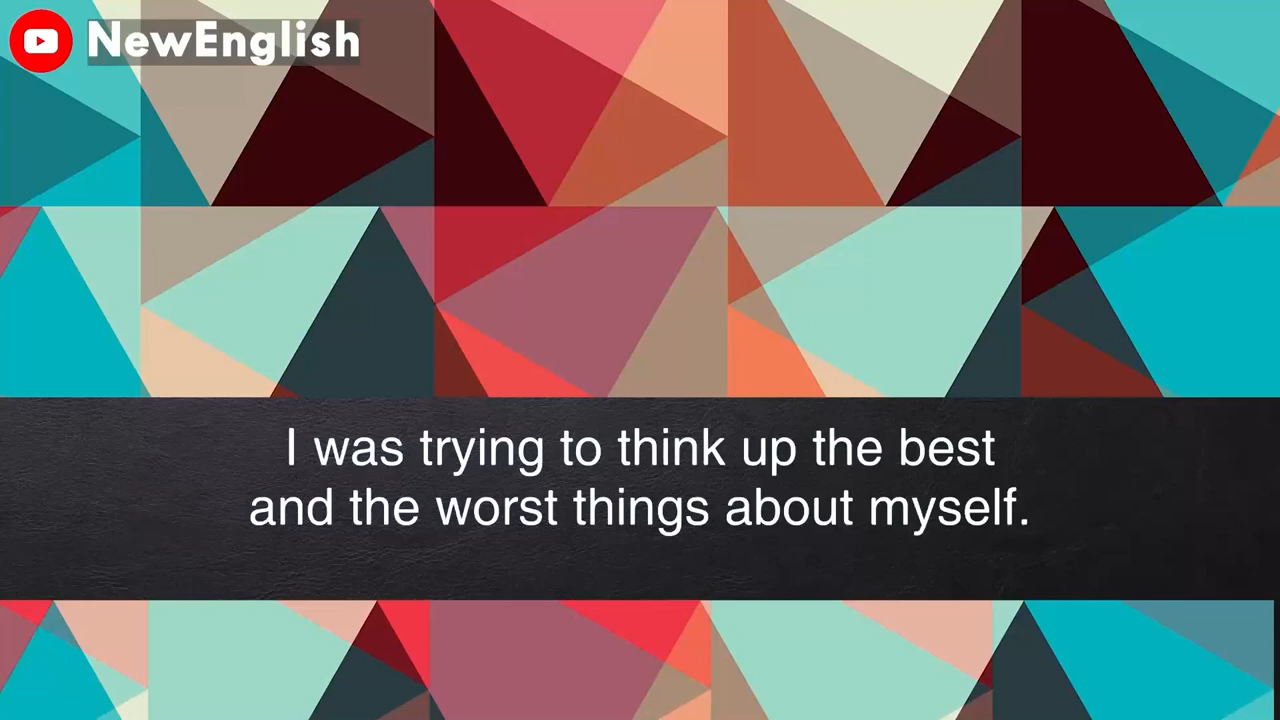 NewEnglish
I was trying to think up the best
and the worst things about myself.